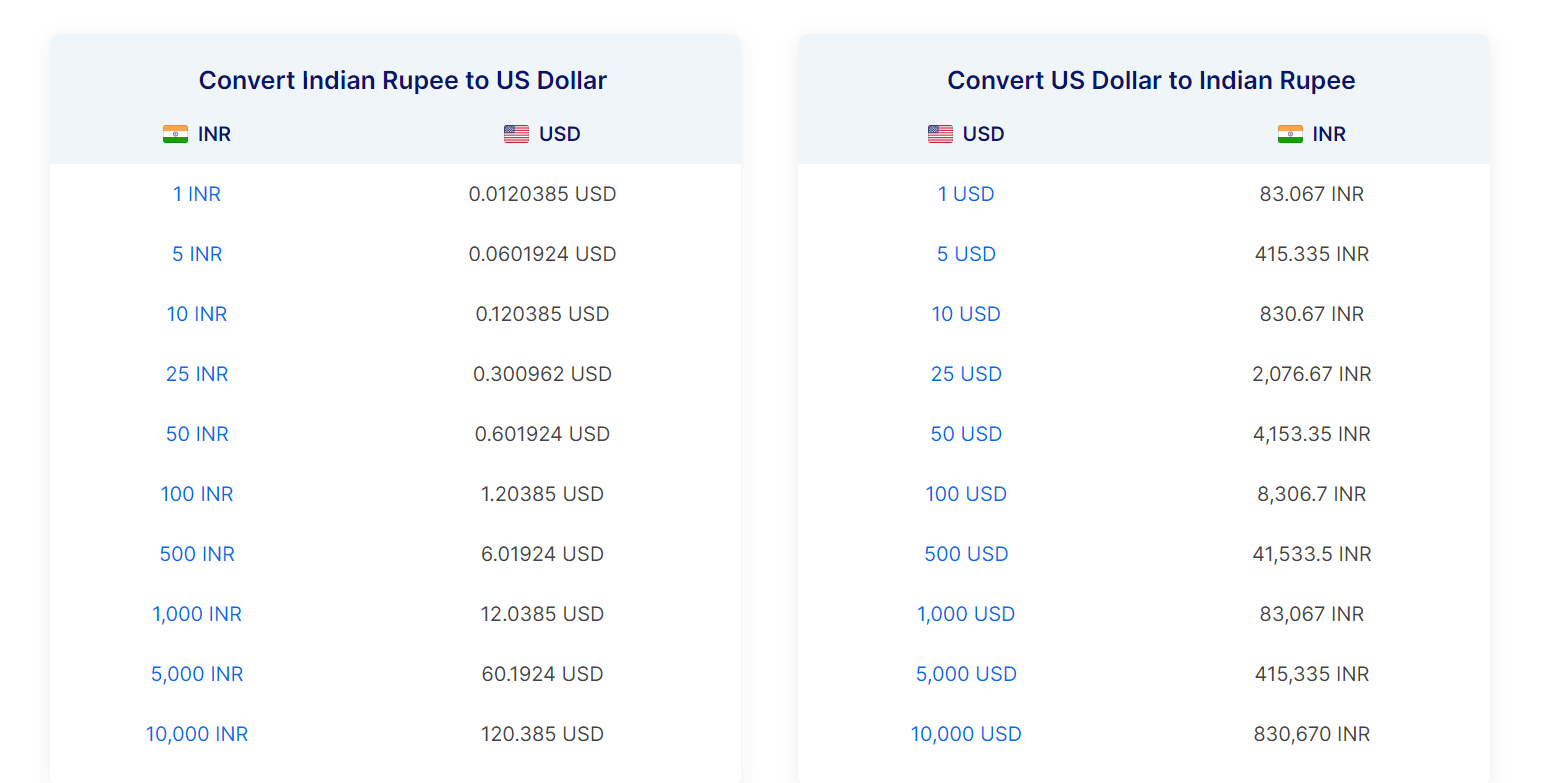 Convert Indian Rupee to US Dollar
INR USD
1 INR 0.0120385 USD
5 INR 0.0601924 USD
10 INR 0.120385 USD
25 INR 0.300962 USD
50 INR 0.601924 USD
100 INR 1.20385 USD
500 INR 6.01924 USD
1,000 INR 12.0385 USD
5,000 INR 60.1924 USD
10,000 INR 120.385 USD
Convert US Dollar to Indian Rupee
USD INR
1 USD 83.067 INR
5 USD 415.335 INR
10 USD 830.67 INR
25 USD 2,076.67 INR
50 USD 4,153.35 INR
100 USD 8,306.7 INR
500 USD 41,533.5 INR
1,000 USD 83,067 INR
5,000 USD 415,335 INR
10,000 USD 830,670 INR